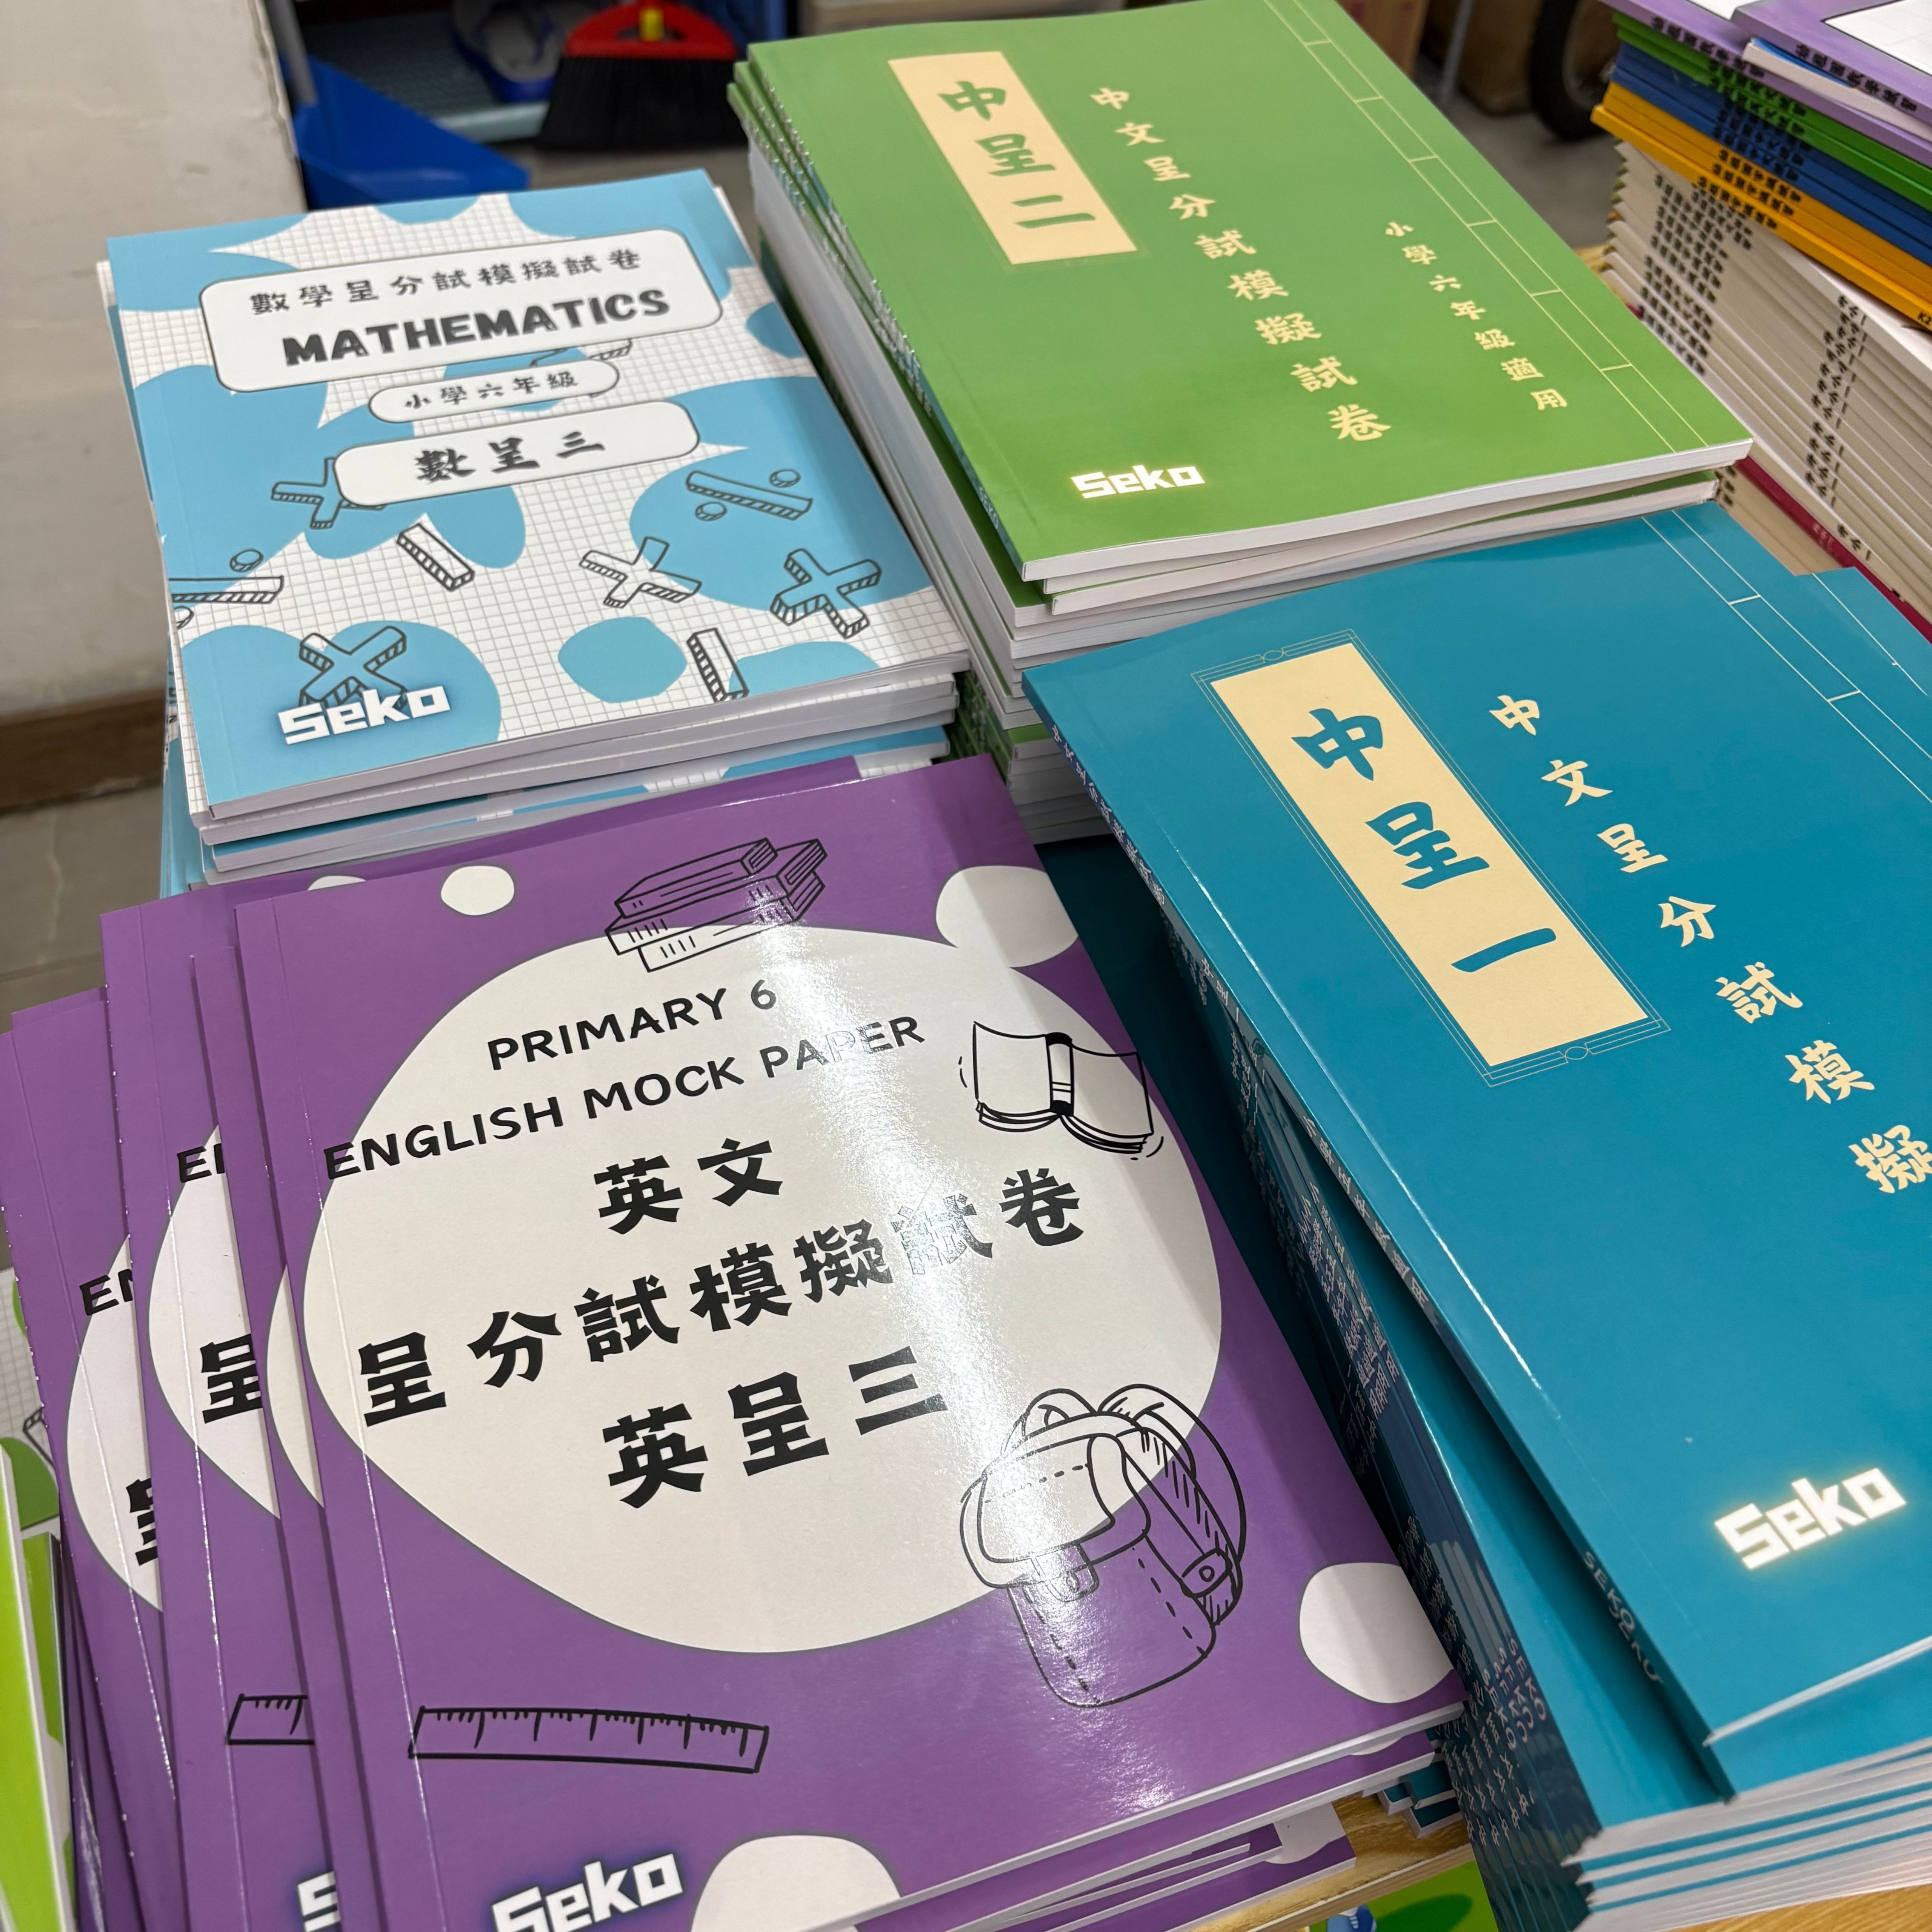 數學呈分試模擬試卷
MATHEMATICS
小學六年級
數呈三
Seko
中呈二
中文呈分試模擬試卷
小學六年級適用
Seko
PRIMARY 6
ENGLISH MOCK PAPER
英文
呈分試模擬試卷
英呈三
Seko
中呈一
中文呈分試模擬
Seko